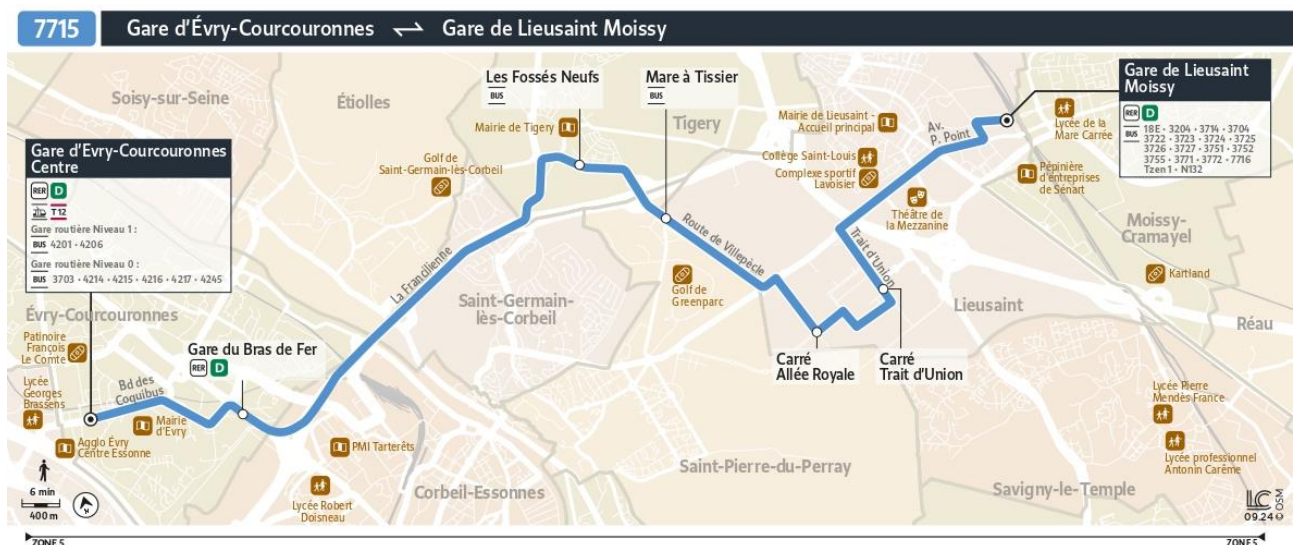 7715 Gare d'Évry-Courcouronnes ⇌ Gare de Lieusaint Moissy
Soisy-sur-Seine
Étiolles
Les Fossés Neufs
BUS
Mairie de Tigery
Mare à Tissier
BUS
Tigery
Mairie de Lieusaint -
Accueil principal
Av.
P. Point
Gare de Lieusaint
Moissy
RER D
BUS 18E • 3204 • 3714 • 3704
3722 • 3723 • 3724 • 3725
3726 • 3727 • 3751 • 3752
3755 • 3771 • 3772 • 7716
Tzen 1 • N132
Lycée de la
Mare Carrée
Pépinière
d'entreprises
de Sénart
Collège Saint-Louis
Complexe sportif
Lavoisier
Théâtre de
la Mezzanine
Moissy-
Cramayel
Kartland
Réau
Gare d'Evry-Courcouronnes
Centre
RER D
T12
Gare routière Niveau 1 :
BUS 4201 • 4206
Gare routière Niveau 0 :
BUS 3703 • 4214 • 4215 • 4216 • 4217 • 4245
Golf de
Saint-Germain-lès-Corbeil
La Francilienne
Route de Villepècle
Trait d'Union
Golf de
Greenparc
Saint-Germain-
lès-Corbeil
Lieusaint
Évry-Courcouronnes
Patinoire
François
Le Comte
Gare du Bras de Fer
RER D
Carré
Allée Royale
Carré
Trait d'Union
Lycée
Georges
Brassens
Bd des
Coquibus
Mairie
d'Evry
Agglo Évry
Centre Essonne
PMI Tarterêts
Lycée Robert
Doisneau
Corbeil-Essonnes
Saint-Pierre-du-Perray
Lycée Pierre
Mendès France
Lycée professionnel
Antonin Carême
Savigny-le-Temple
6 min
400 m
N
LC
09.24 © OSM
ZONE 5
ZONE 5